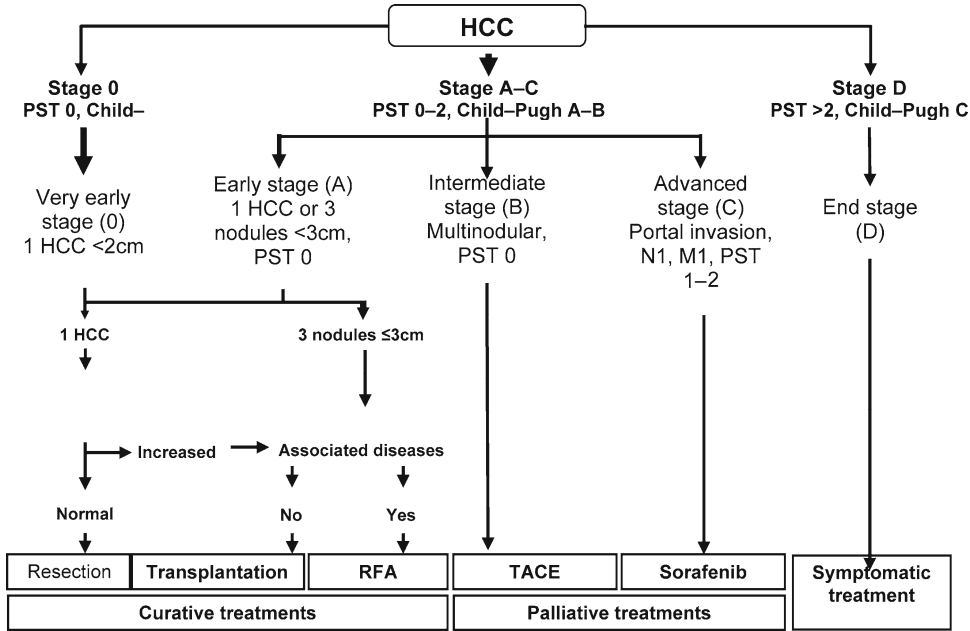 HCC
Stage 0
PST 0, Child–
Stage A–C
PST 0–2, Child–Pugh A–B
Stage D
PST >2, Child–Pugh C
Very early
stage (0)
1 HCC <2cm
Early stage (A)
1 HCC or 3
nodules <3cm,
PST 0
Intermediate
stage (B)
Multinodular,
PST 0
Advanced
stage (C)
Portal invasion,
N1, M1, PST
1–2
End stage
(D)
1 HCC
3 nodules ≤3cm
Increased
Associated diseases
Normal
No
Yes
Resection
Transplantation
RFA
TACE
Sorafenib
Symptomatic
treatment
Curative treatments
Palliative treatments